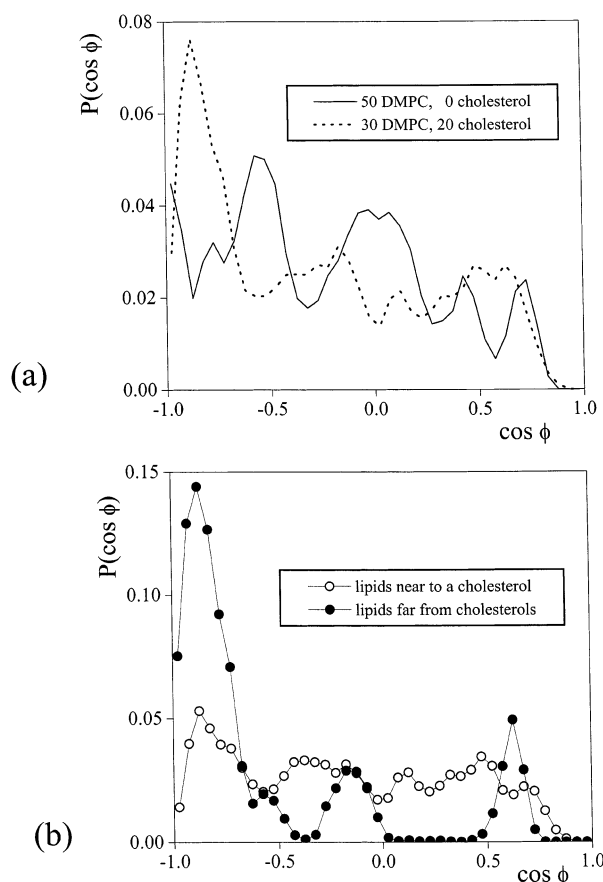 P(cos ϕ)
0.08
0.06
0.04
0.02
0.00
50 DMPC, 0 cholesterol
30 DMPC, 20 cholesterol
(a)
-1.0 -0.5 0.0 0.5 1.0
cos ϕ
P(cos ϕ)
0.15
0.10
0.05
0.00
lipids near to a cholesterol
lipids far from cholesterols
(b)
-1.0 -0.5 0.0 0.5 1.0
cos ϕ